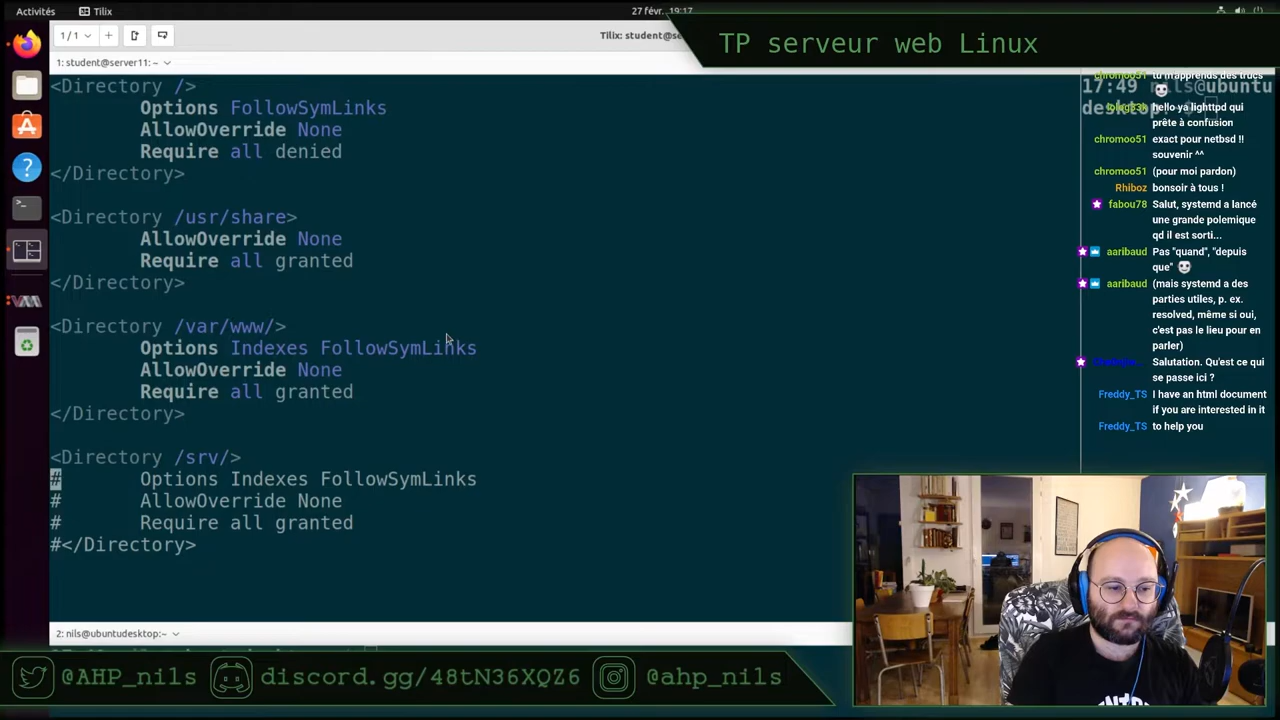 Activités
Tilix
27 févr. 19:17
TP serveur web Linux
1 / 1
Tilix: student@se
1: student@server11: ~
<Directory />
Options FollowSymLinks
AllowOverride None
Require all denied
</Directory>
<Directory /usr/share>
AllowOverride None
Require all granted
</Directory>
<Directory /var/www/>
Options Indexes FollowSymLinks
AllowOverride None
Require all granted
</Directory>
<Directory /srv/>
# Options Indexes FollowSymLinks
# AllowOverride None
# Require all granted
#</Directory>
2: nils@ubuntudesktop: ~
17:49 nils@ubuntu
desktop:
chromoo51 tu m'apprends des trucs
hello ya lighttpd qui
prête à confusion
chromoo51 exact pour netbsd !!
souvenir ^^
chromoo51 (pour moi pardon)
Rhiboz bonsoir à tous !
fabou78 Salut, systemd a lancé
une grande polemique
qd il est sorti...
aaribaud Pas "quand", "depuis
que"
aaribaud (mais systemd a des
parties utiles, p. ex.
resolved, même si oui,
c'est pas le lieu pour en
parler)
Salutation. Qu'est ce qui
se passe ici ?
Freddy_TS I have an html document
if you are interested in it
Freddy_TS to help you
@AHP_nils
discord.gg/48tN36XQZ6
@ahp_nils